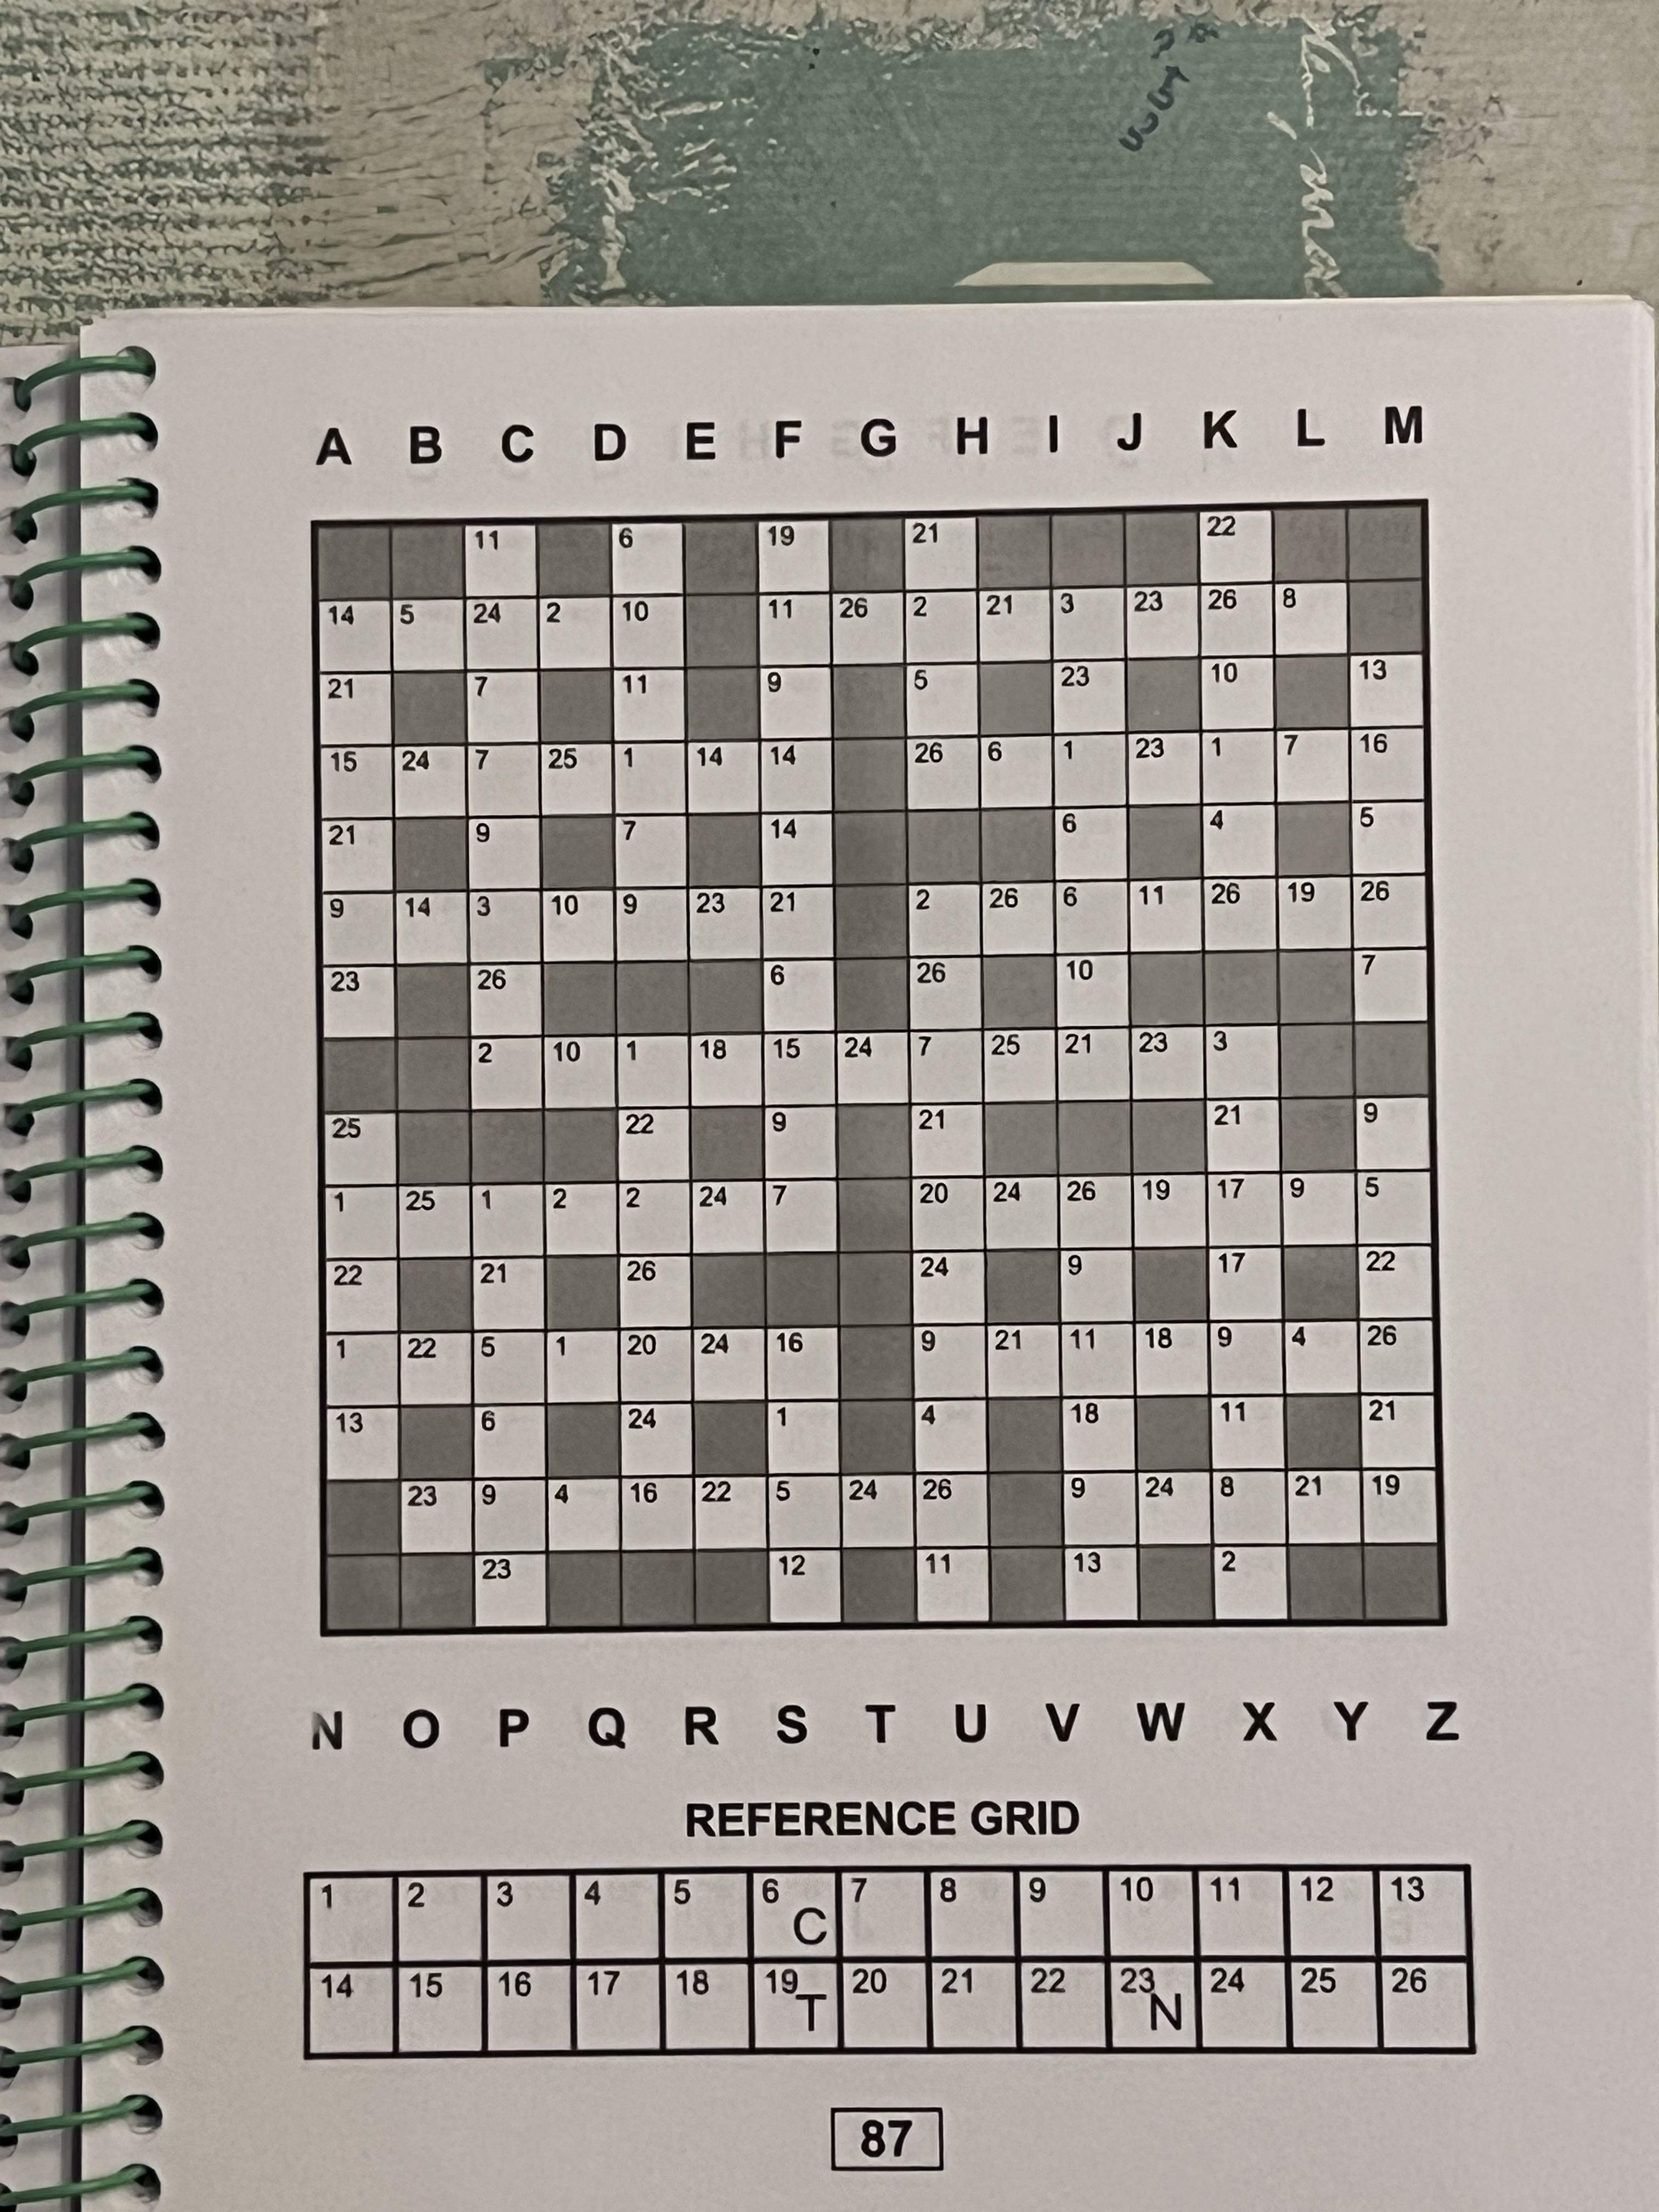 A B C D E F G H I J K L M
11 6 19 21 22
14 5 24 2 10 11 26 2 21 3 23 26 8
21 7 11 9 5 23 10 13
15 24 7 25 1 14 14 26 6 1 23 1 7 16
21 9 7 14 6 4 5
9 14 3 10 9 23 21 2 26 6 11 26 19 26
23 26 6 26 10 7
2 10 1 18 15 24 7 25 21 23 3
25 22 9 21 21 9
1 25 1 2 2 24 7 20 24 26 19 17 9 5
22 21 26 24 9 17 22
1 22 5 1 20 24 16 9 21 11 18 9 4 26
13 6 24 1 4 18 11 21
23 9 4 16 22 5 24 26 9 24 8 21 19
23 12 11 13 2
N O P Q R S T U V W X Y Z
REFERENCE GRID
1 2 3 4 5 6 C 7 8 9 10 11 12 13
14 15 16 17 18 19 T 20 21 22 23 N 24 25 26
87